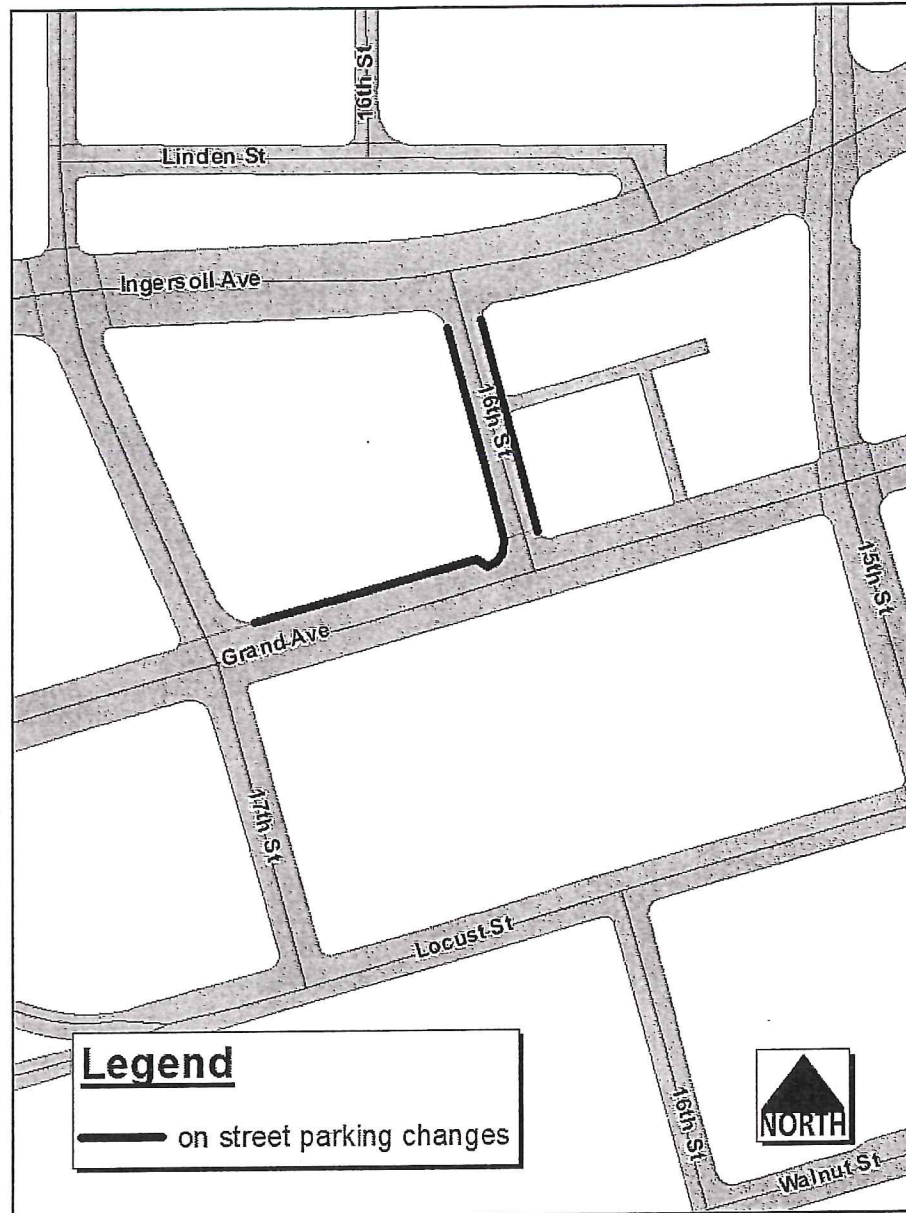 16th St
Linden St
Ingersoll Ave
16th St
15th St
Grand Ave
17th St
Locust St
Legend
on street parking changes
16th St
NORTH
Walnut St